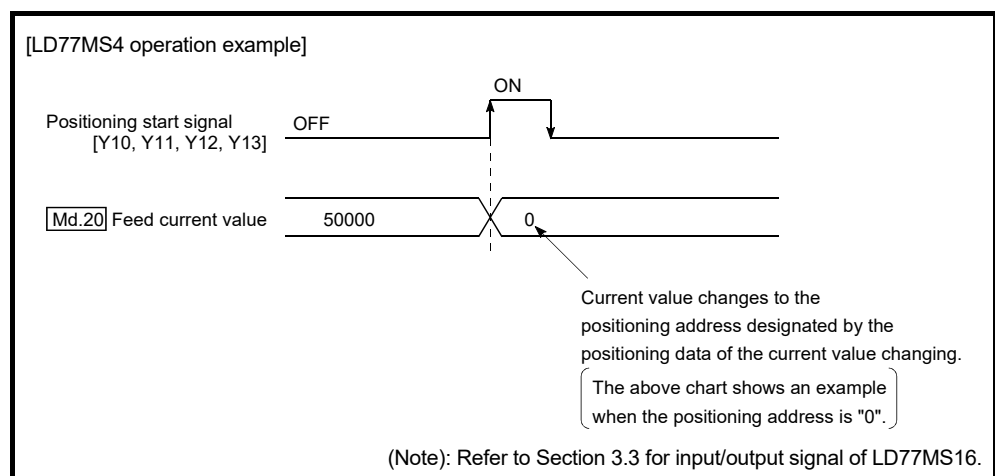 [LD77MS4 operation example]
ON
Positioning start signal
[Y10, Y11, Y12, Y13]
OFF
Md.20 Feed current value
50000
0
Current value changes to the
positioning address designated by the
positioning data of the current value changing.
The above chart shows an example
when the positioning address is "0".
(Note): Refer to Section 3.3 for input/output signal of LD77MS16.